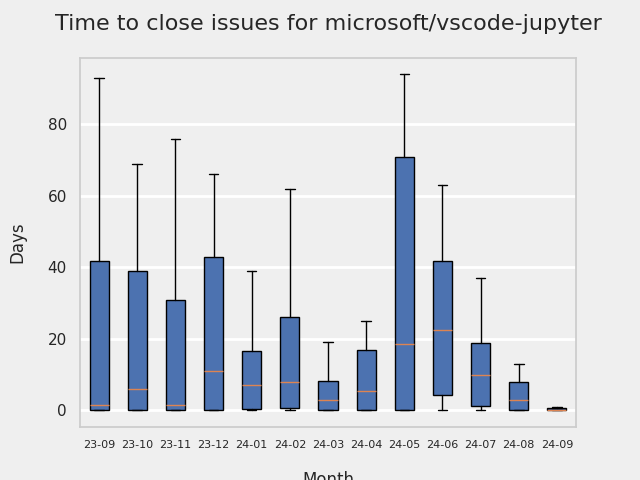 Time to close issues for microsoft/vscode-jupyter
Days
80
60
40
20
0
23-09 23-10 23-11 23-12 24-01 24-02 24-03 24-04 24-05 24-06 24-07 24-08 24-09
Month